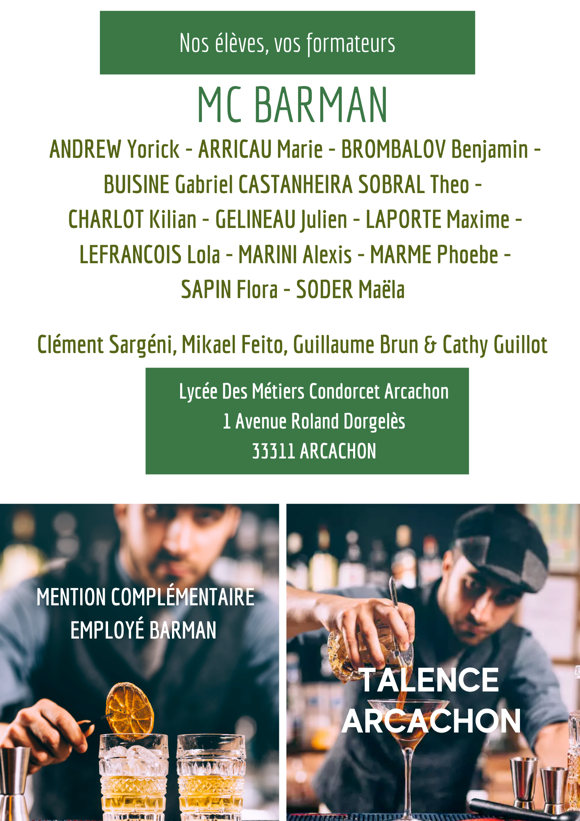 Nos élèves, vos formateurs
MC BARMAN
ANDREW Yorick - ARRICAU Marie - BROMBALOV Benjamin -
BUISINE Gabriel CASTANHEIRA SOBRAL Theo -
CHARLOT Kilian - GELINEAU Julien - LAPORTE Maxime -
LEFRANCOIS Lola - MARINI Alexis - MARME Phoebe -
SAPIN Flora - SODER Maëla
Clément Sargéni, Mikael Feito, Guillaume Brun & Cathy Guillot
Lycée Des Métiers Condorcet Arcachon
1 Avenue Roland Dorgelès
33311 ARCACHON
MENTION COMPLÉMENTAIRE
EMPLOYÉ BARMAN
TALENCE
ARCACHON